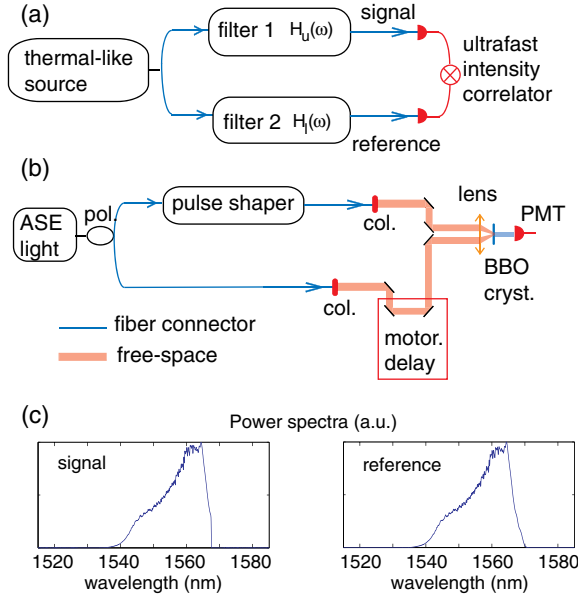 (a)
thermal-like
source
filter 1 Hu(ω)
signal
filter 2 Hl(ω)
reference
ultrafast
intensity
correlator
(b)
ASE
light
pol.
pulse shaper
col.
lens
PMT
BBO
cryst.
col.
motor.
delay
fiber connector
free-space
(c)
Power spectra (a.u.)
signal
1520 1540 1560 1580
wavelength (nm)
reference
1520 1540 1560 1580
wavelength (nm)